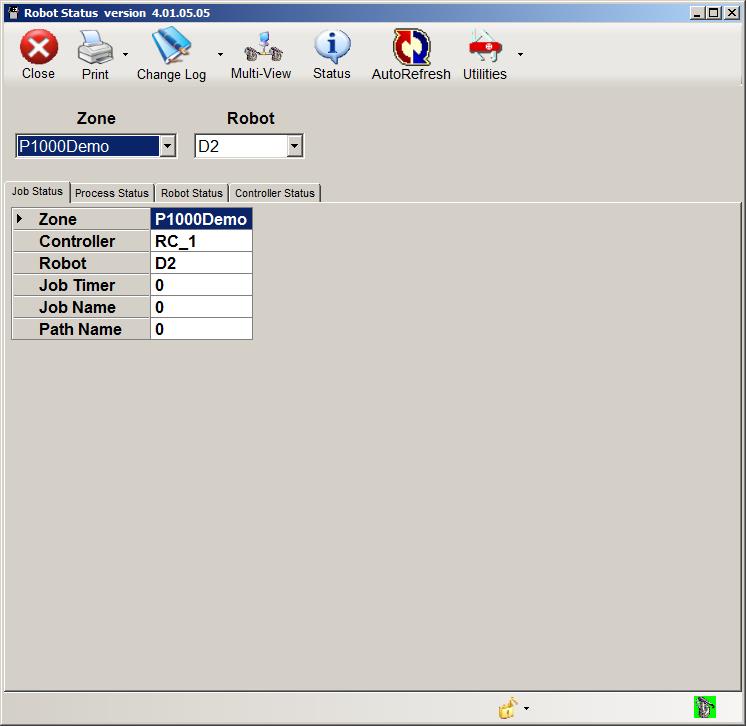 Robot Status version 4.01.05.05
Close Print Change Log Multi-View Status AutoRefresh Utilities
Zone Robot
P1000Demo D2
Job Status Process Status Robot Status Controller Status
Zone P1000Demo
Controller RC_1
Robot D2
Job Timer 0
Job Name 0
Path Name 0